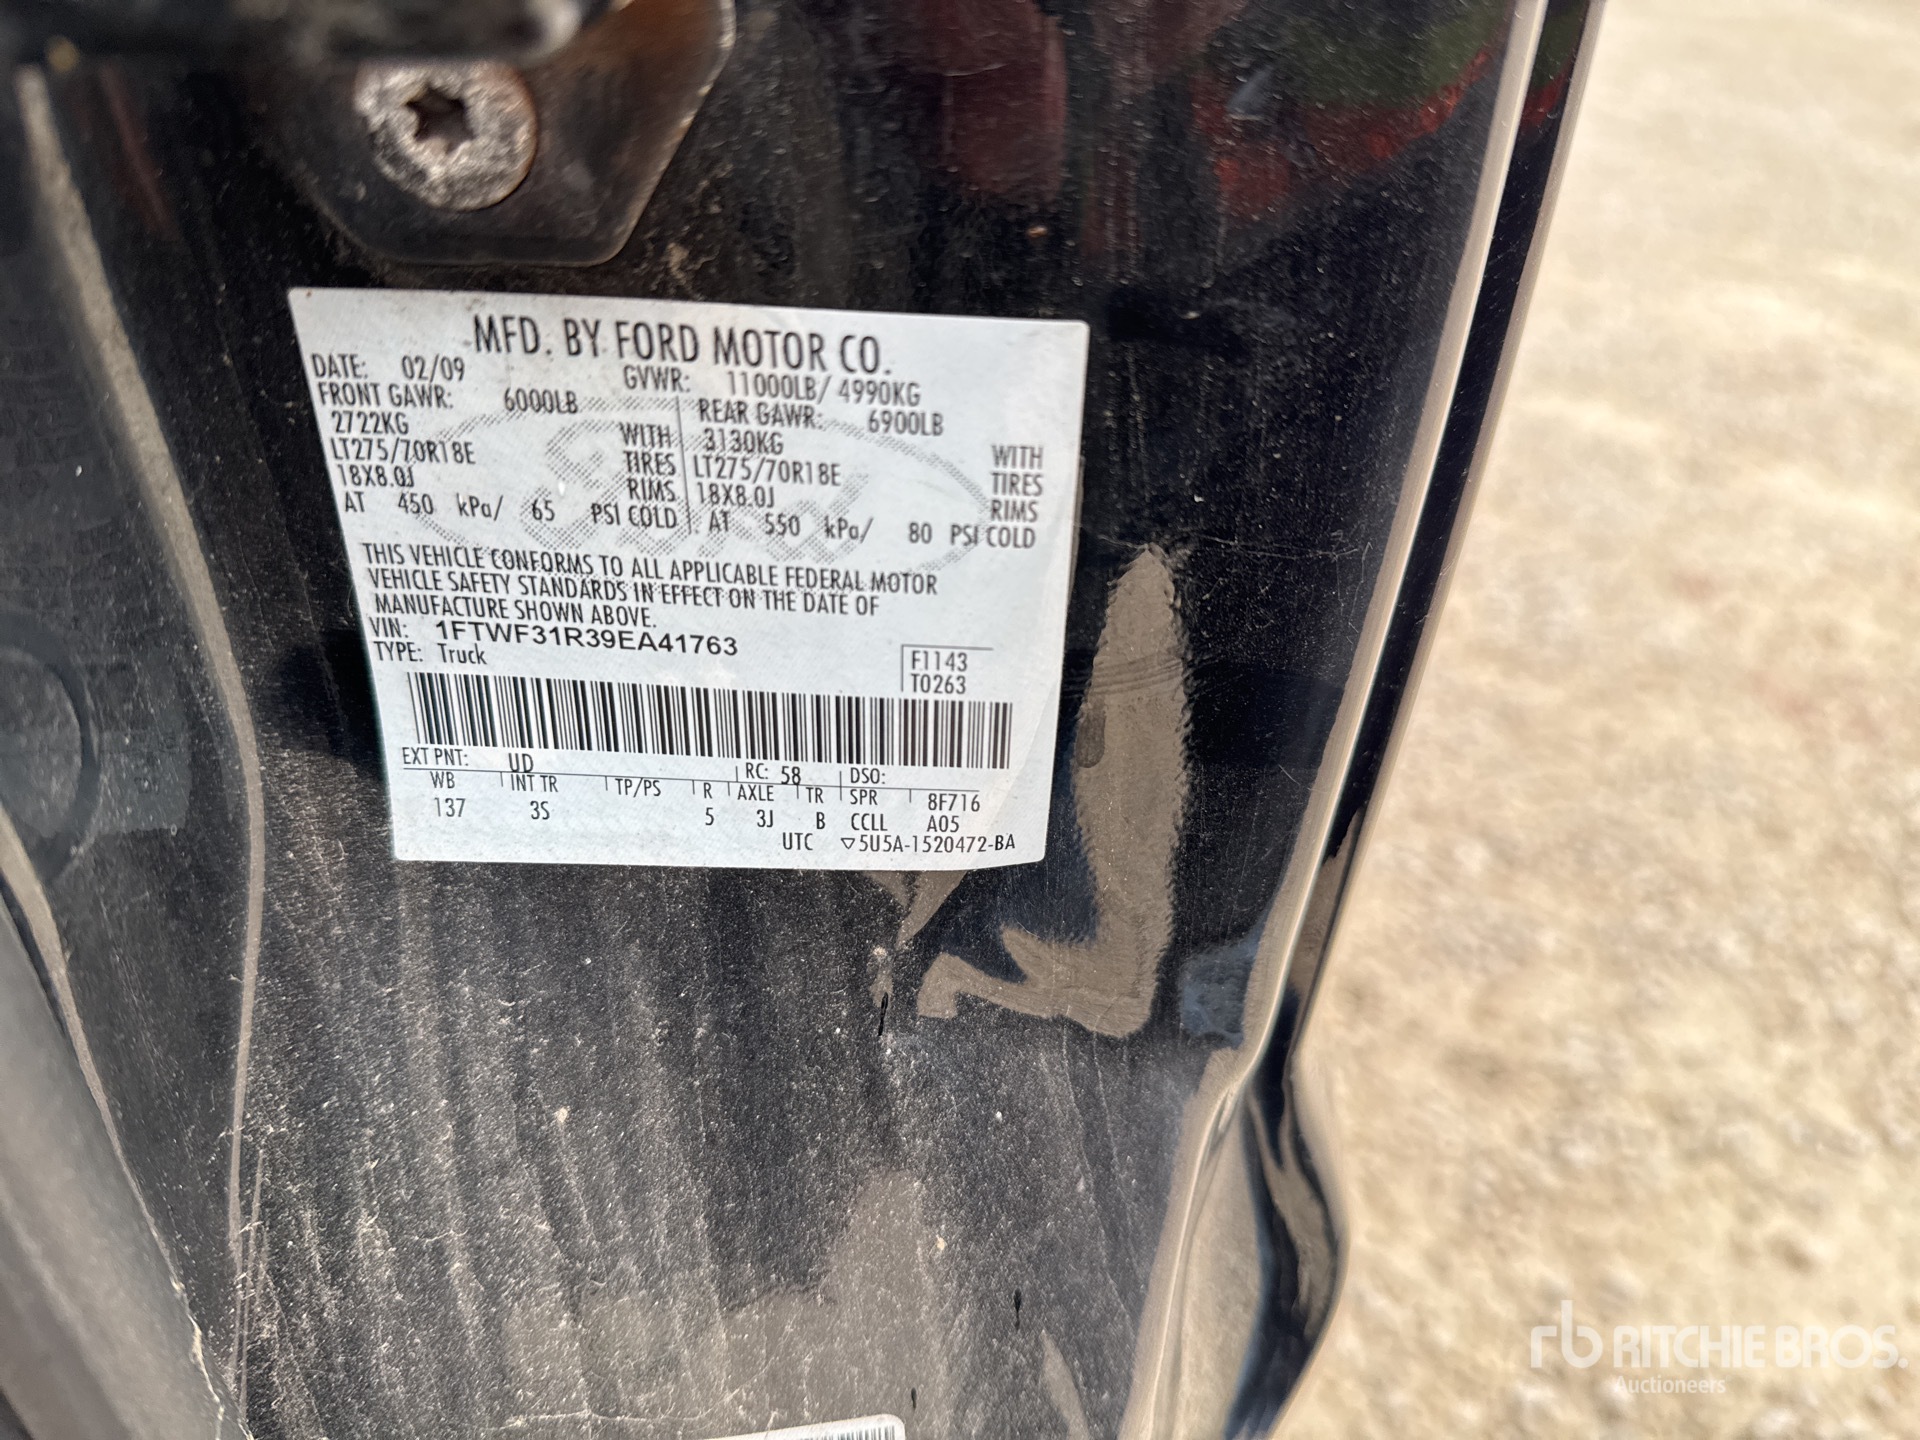 MFD. BY FORD MOTOR CO.
DATE: 02/09 GVWR: 11000LB/ 4990KG
FRONT GAWR: 6000LB REAR GAWR: 6900LB
2722KG WITH 3130KG WITH
LT275/70R18E TIRES LT275/70R18E TIRES
18X8.0J RIMS 18X8.0J RIMS
AT 450 kPa/ 65 PSI COLD AT 550 kPa/ 80 PSI COLD
THIS VEHICLE CONFORMS TO ALL APPLICABLE FEDERAL MOTOR
VEHICLE SAFETY STANDARDS IN EFFECT ON THE DATE OF
MANUFACTURE SHOWN ABOVE.
VIN: 1FTWF31R39EA41763
TYPE: Truck
F1143
T0263
EXT PNT: UD RC: 58 DSO:
WB INT TR TP/PS R AXLE TR SPR 8F716
137 3S 5 3J B CCLL A05
UTC ▽5U5A-1520472-BA
rb RITCHIE BROS.
Auctioneers